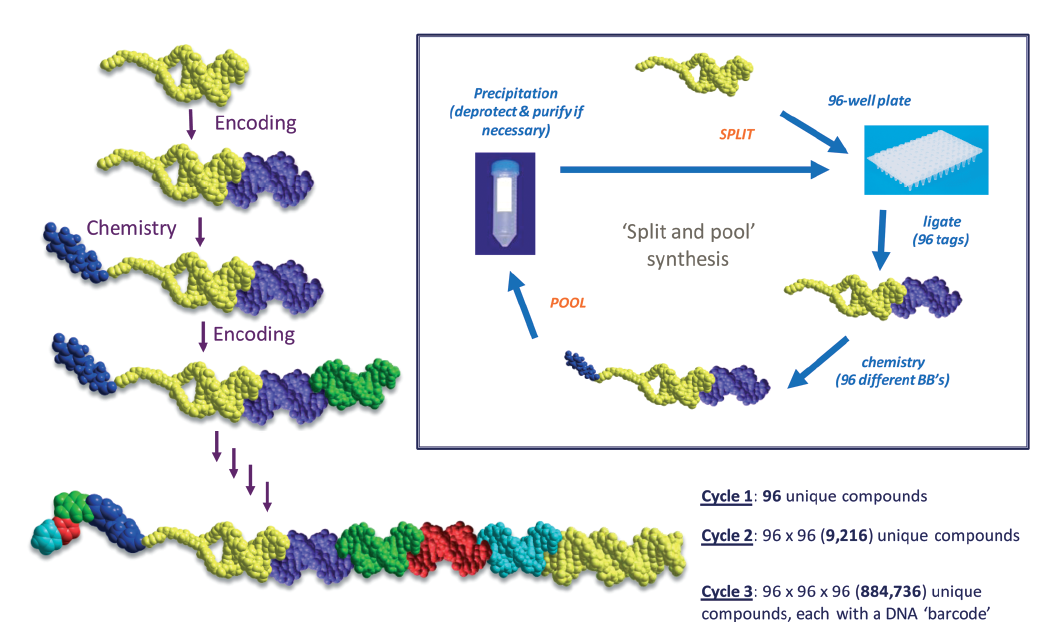 Encoding
Chemistry
Encoding
Precipitation
(deprotect & purify if
necessary)
SPLIT
96-well plate
ligate
(96 tags)
'Split and pool'
synthesis
POOL
chemistry
(96 different BB's)
Cycle 1: 96 unique compounds
Cycle 2: 96 x 96 (9,216) unique compounds
Cycle 3: 96 x 96 x 96 (884,736) unique
compounds, each with a DNA 'barcode'